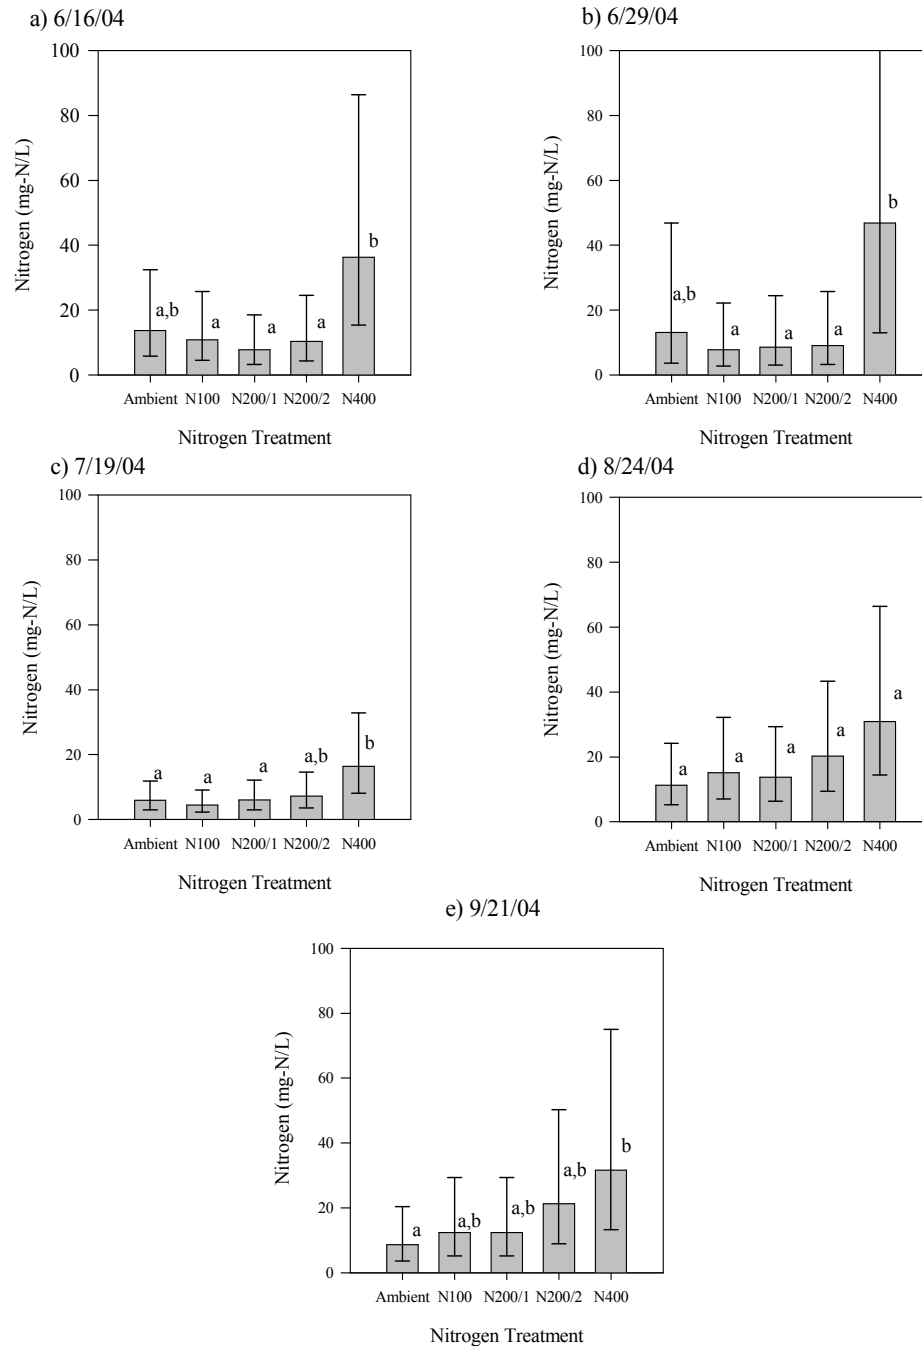 a) 6/16/04
Nitrogen (mg-N/L)
100
80
60
40
20
0
a,b
a
a
a
b
Ambient N100 N200/1 N200/2 N400
Nitrogen Treatment
b) 6/29/04
Nitrogen (mg-N/L)
100
80
60
40
20
0
a,b
a
a
a
b
Ambient N100 N200/1 N200/2 N400
Nitrogen Treatment
c) 7/19/04
Nitrogen (mg-N/L)
100
80
60
40
20
0
a
a
a
a,b
b
Ambient N100 N200/1 N200/2 N400
Nitrogen Treatment
d) 8/24/04
Nitrogen (mg-N/L)
100
80
60
40
20
0
a
a
a
a
a
Ambient N100 N200/1 N200/2 N400
Nitrogen Treatment
e) 9/21/04
Nitrogen (mg-N/L)
100
80
60
40
20
0
a
a,b
a,b
a,b
b
Ambient N100 N200/1 N200/2 N400
Nitrogen Treatment